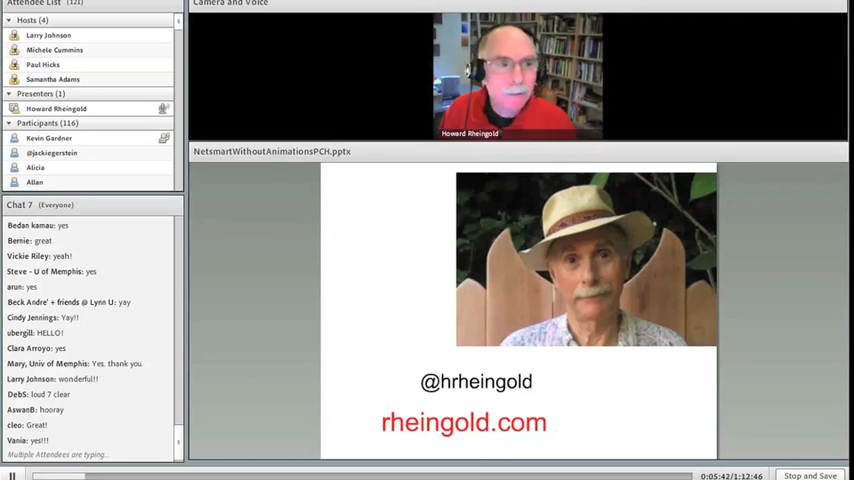 Attendee List (121)
Hosts (4)
Larry Johnson
Michele Cummins
Paul Hicks
Samantha Adams
Presenters (1)
Howard Rheingold
Participants (116)
Kevin Gardner
@jackiegerstein
Alicia
Allan
Chat 7 (Everyone)
Bedan kamau: yes
Bernie: great
Vickie Riley: yeah!
Steve - U of Memphis: yes
arun: yes
Beck Andre' + friends @ Lynn U: yay
Cindy Jennings: Yay!!
ubergill: HELLO!
Clara Arroyo: yes
Mary, Univ of Memphis: Yes. thank you.
Larry Johnson: wonderful!!
DebS: loud 7 clear
AswanB: hooray
cleo: Great!
Vania: yes!!!
Multiple Attendees are typing...
Camera and Voice
Howard Rheingold
NetsmartWithoutAnimationsPCH.pptx
@hrheingold
rheingold.com
0:05:42/1:12:46
Stop and Save